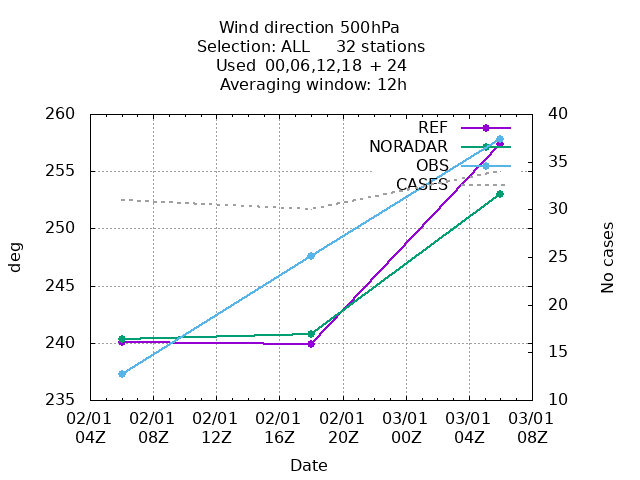 Wind direction 500hPa
Selection: ALL 32 stations
Used 00,06,12,18 + 24
Averaging window: 12h
260
255
250
245
240
235
deg
40
35
30
25
20
15
10
No cases
REF
NORADAR
OBS
CASES
02/01 02/01 02/01 02/01 02/01 03/01 03/01 03/01
04Z 08Z 12Z 16Z 20Z 00Z 04Z 08Z
Date